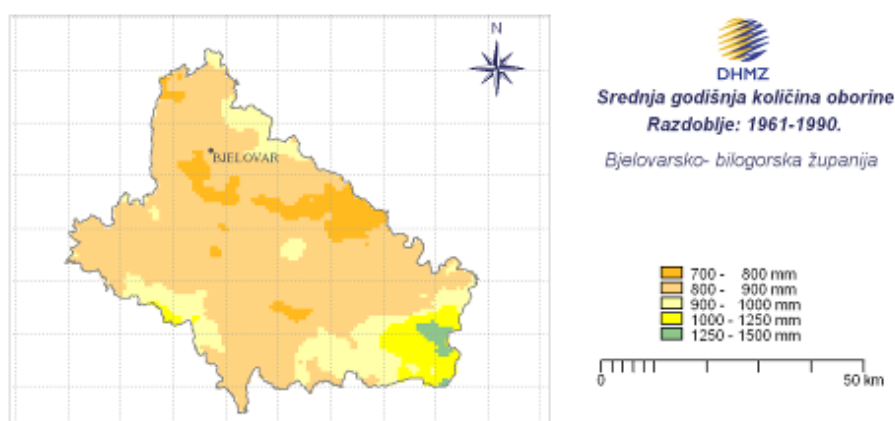 N
BJELOVAR
DHMZ
Srednja godišnja količina oborine
Razdoblje: 1961-1990.
Bjelovarsko- bilogorska županija
700 - 800 mm
800 - 900 mm
900 - 1000 mm
1000 - 1250 mm
1250 - 1500 mm
0 50 km